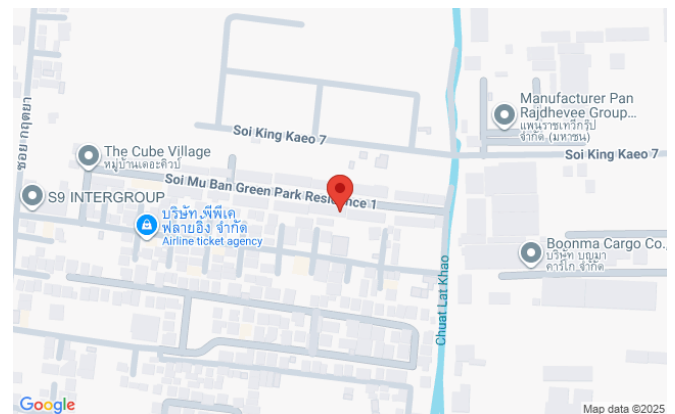 Manufacturer Pan
Rajdhevee Group...
แพนราชเทวีกรุ๊ป
จำกัด (มหาชน)
Soi King Kaeo 7
Soi King Kaeo 7
The Cube Village
หมู่บ้านเดอะคิวบ์
Soi Mu Ban Green Park Residence 1
S9 INTERGROUP
บริษัท พีพีเค
ฟลายอิ้ง จำกัด
Airline ticket agency
Boonma Cargo Co.,
บริษัท บุญมา
คาร์โก้ จำกัด
Chuat Lat Khao
Google
Map data ©2025